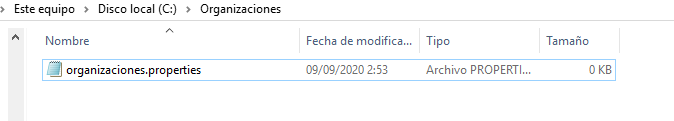 Este equipo > Disco local (C:) > Organizaciones
Nombre Fecha de modifica... Tipo Tamaño
organizaciones.properties 09/09/2020 2:53 Archivo PROPERTI... 0 KB